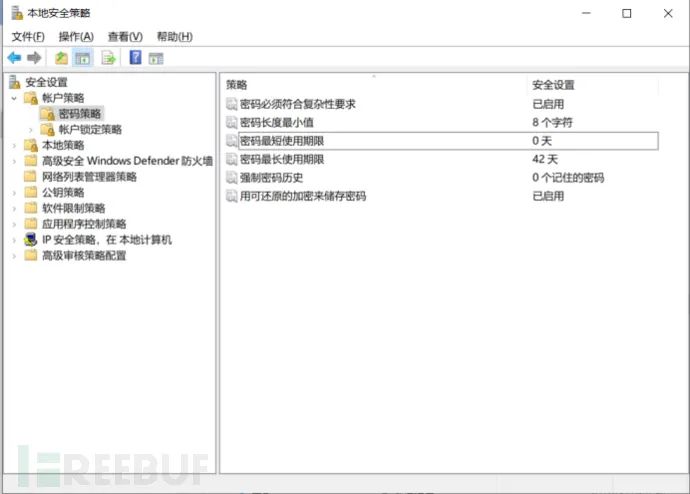 本地安全策略
文件(F) 操作(A) 查看(V) 帮助(H)
安全设置
帐户策略
密码策略
帐户锁定策略
本地策略
高级安全 Windows Defender 防火墙
网络列表管理器策略
公钥策略
软件限制策略
应用程序控制策略
IP 安全策略，在 本地计算机
高级审核策略配置
策略 安全设置
密码必须符合复杂性要求 已启用
密码长度最小值 8 个字符
密码最短使用期限 0 天
密码最长使用期限 42 天
强制密码历史 0 个记住的密码
用可还原的加密来储存密码 已启用
FREEBUF